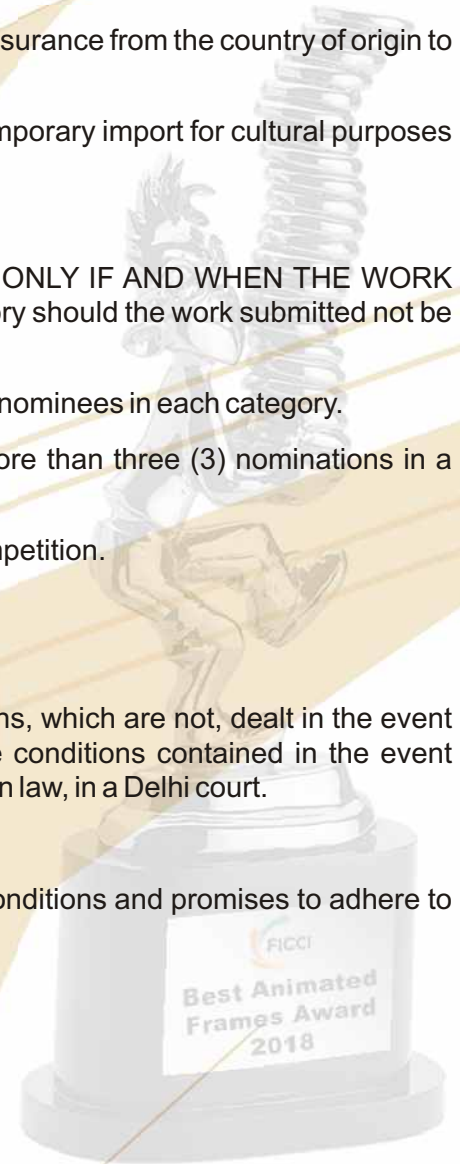 surance from the country of origin to
mporary import for cultural purposes
ONLY IF AND WHEN THE WORK
ory should the work submitted not be
nominees in each category.
ore than three (3) nominations in a
mpetition.
ns, which are not, dealt in the event
e conditions contained in the event
n law, in a Delhi court.
onditions and promises to adhere to
FICCI
Best Animated
Frames Award
2018